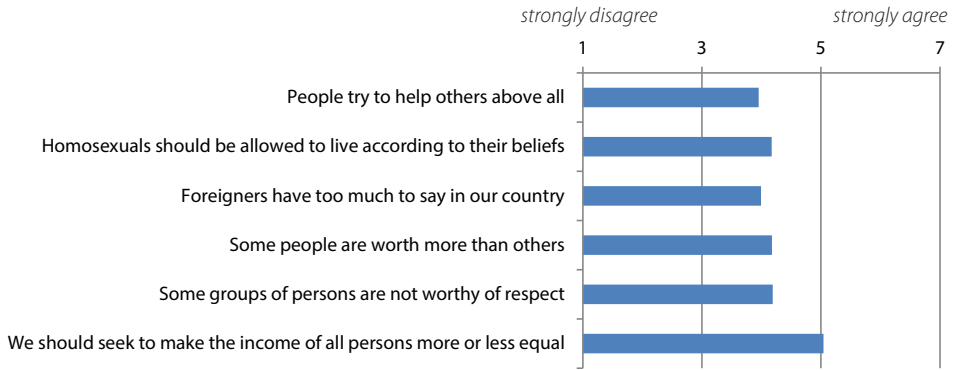 strongly disagree strongly agree
1 3 5 7
People try to help others above all
Homosexuals should be allowed to live according to their beliefs
Foreigners have too much to say in our country
Some people are worth more than others
Some groups of persons are not worthy of respect
We should seek to make the income of all persons more or less equal